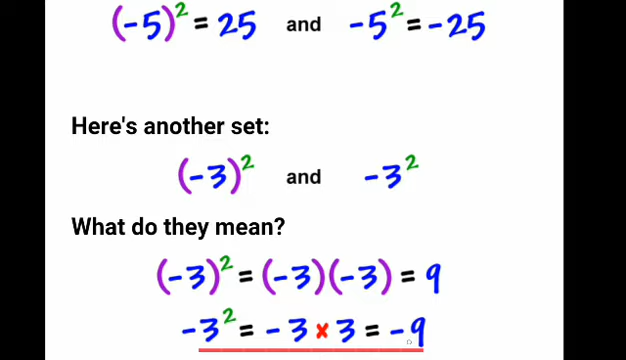 (-5)² = 25 and -5² = -25
Here's another set:
(-3)² and -3²
What do they mean?
(-3)² = (-3)(-3) = 9
-3² = -3 × 3 = -9